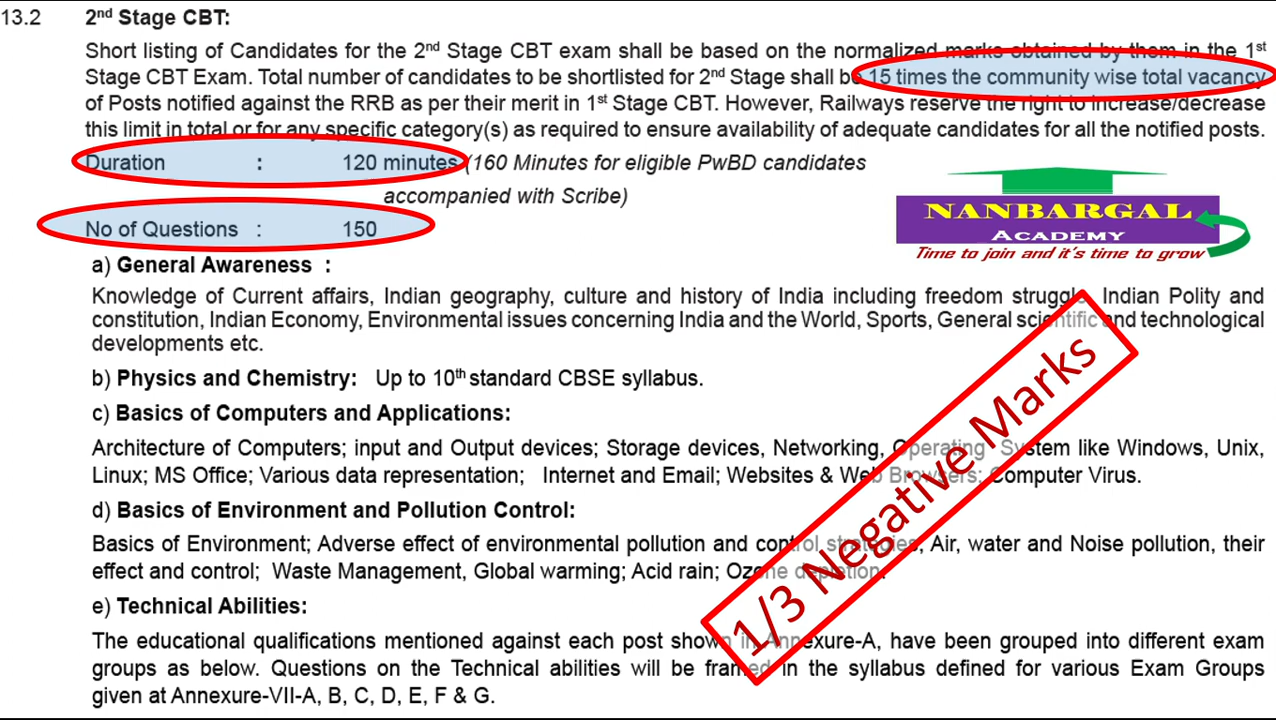 13.2 2nd Stage CBT:
Short listing of Candidates for the 2nd Stage CBT exam shall be based on the normalized marks obtained by them in the 1st
Stage CBT Exam. Total number of candidates to be shortlisted for 2nd Stage shall be 15 times the community wise total vacancy
of Posts notified against the RRB as per their merit in 1st Stage CBT. However, Railways reserve the right to increase/decrease
this limit in total or for any specific category(s) as required to ensure availability of adequate candidates for all the notified posts.
Duration : 120 minutes (160 Minutes for eligible PwBD candidates
accompanied with Scribe)
No of Questions : 150
NANBARGAL
ACADEMY
Time to join and it's time to grow
a) General Awareness :
Knowledge of Current affairs, Indian geography, culture and history of India including freedom struggle, Indian Polity and
constitution, Indian Economy, Environmental issues concerning India and the World, Sports, General scientific and technological
developments etc.
b) Physics and Chemistry: Up to 10th standard CBSE syllabus.
c) Basics of Computers and Applications:
Architecture of Computers; input and Output devices; Storage devices, Networking, Operating System like Windows, Unix,
Linux; MS Office; Various data representation; Internet and Email; Websites & Web Browsers; Computer Virus.
d) Basics of Environment and Pollution Control:
Basics of Environment; Adverse effect of environmental pollution and control strategies; Air, water and Noise pollution, their
effect and control; Waste Management, Global warming; Acid rain; Ozone depletion.
e) Technical Abilities:
The educational qualifications mentioned against each post shown in Annexure-A, have been grouped into different exam
groups as below. Questions on the Technical abilities will be framed in the syllabus defined for various Exam Groups
given at Annexure-VII-A, B, C, D, E, F & G.
1/3 Negative Marks